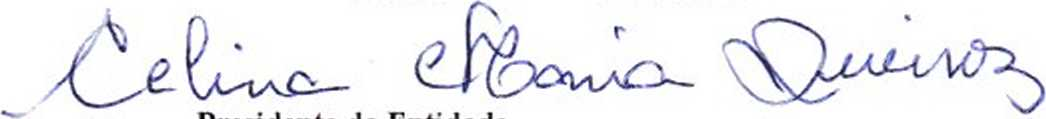 Celina Maria Queiroz
Presidente da Entidade